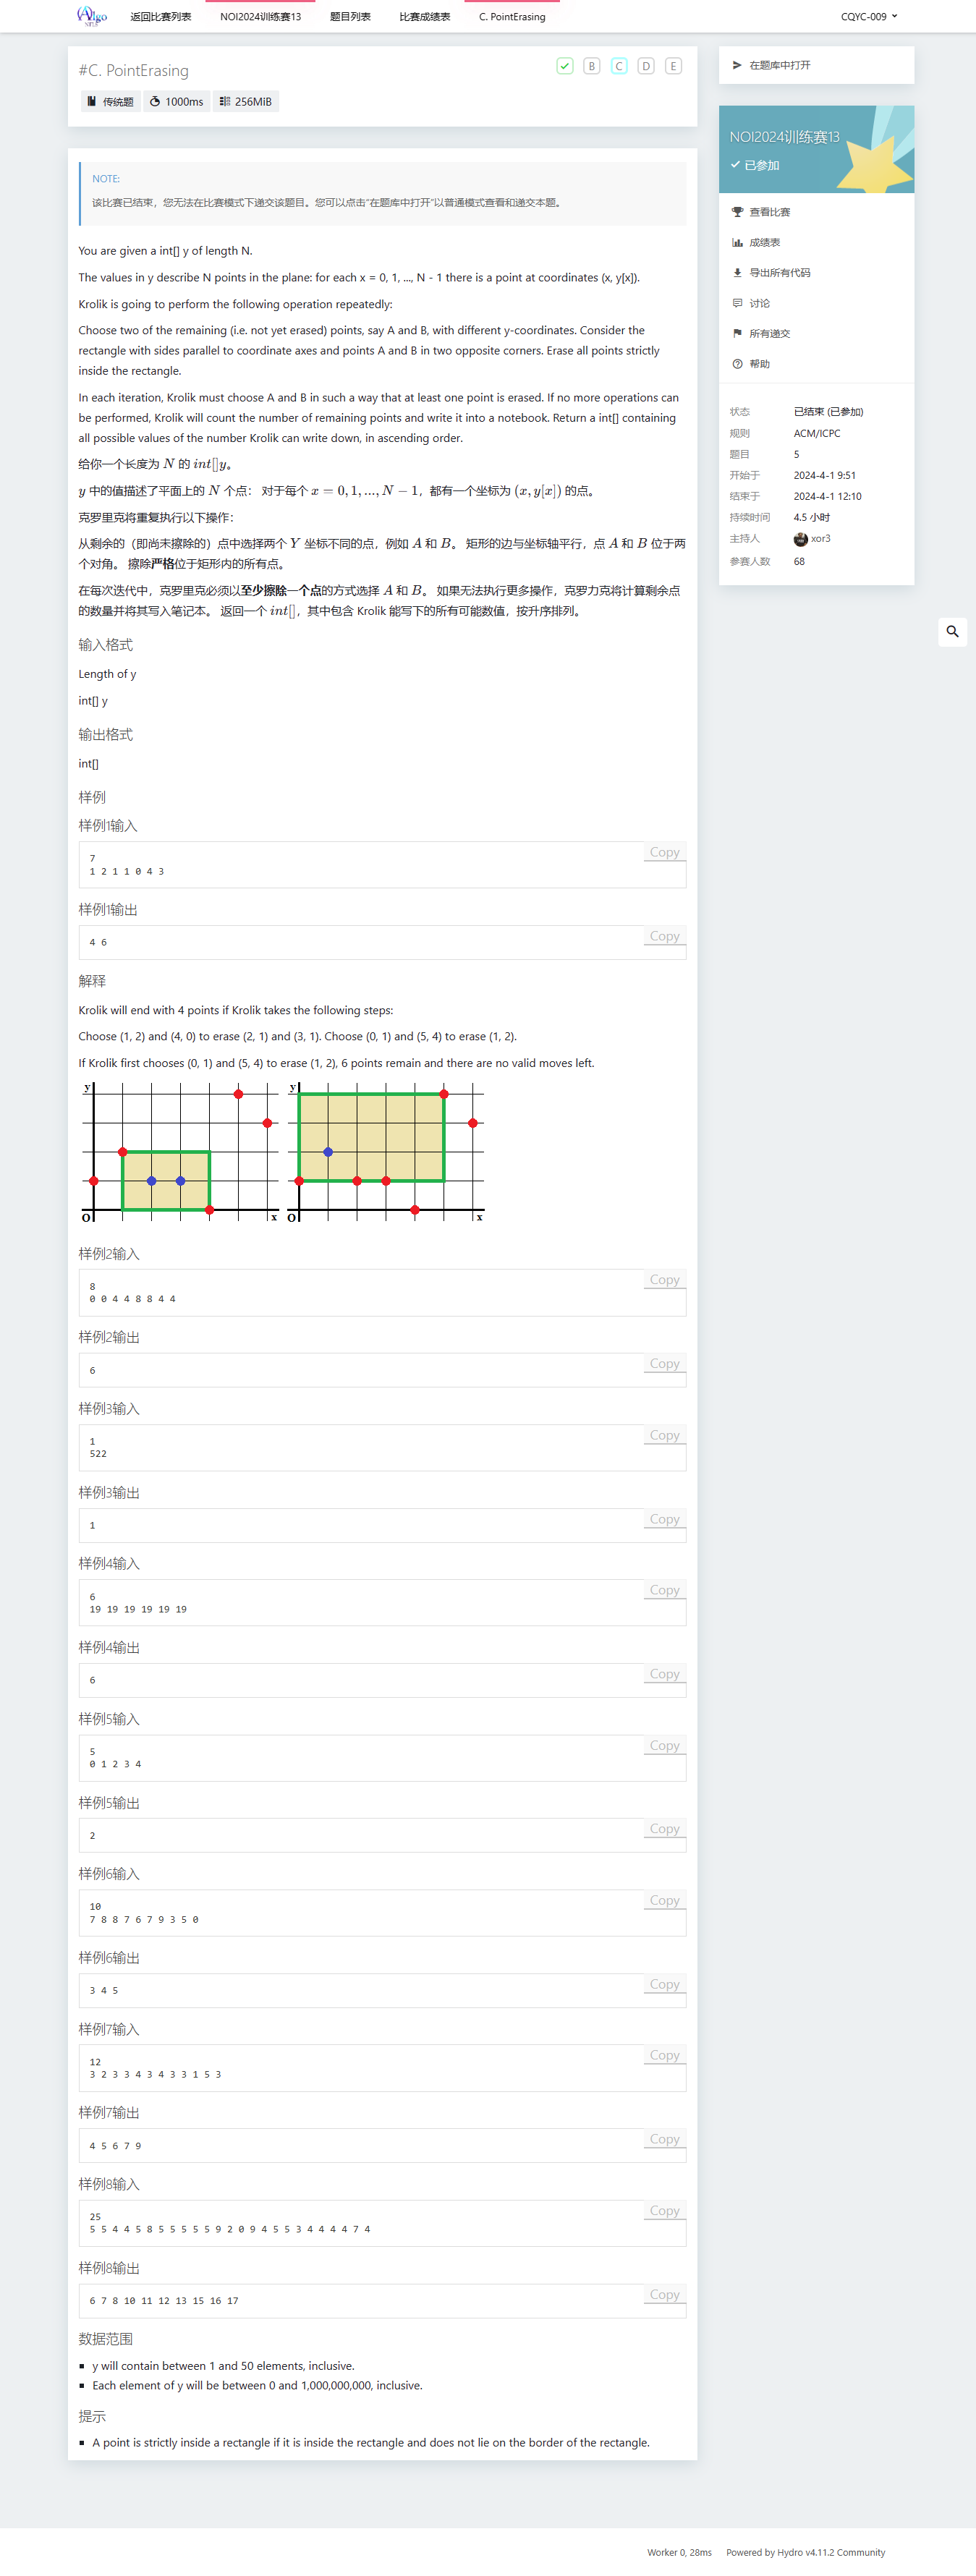 Algo
返回比赛列表
NOI2024训练赛13
题目列表
比赛成绩表
C. PointErasing
CQYC-009
#C. PointErasing
B C D E
传统题 1000ms 256MiB
在题库中打开
NOI2024训练赛13
已参加
查看比赛
成绩表
导出所有代码
讨论
所有递交
帮助
状态 已结束 (已参加)
规则 ACM/ICPC
题目 5
开始于 2024-4-1 9:51
结束于 2024-4-1 12:10
持续时间 4.5 小时
主持人 xor3
参赛人数 68
NOTE:
该比赛已结束，您无法在比赛模式下递交该题目。您可以点击“在题库中打开”以普通模式查看和递交本题。
You are given a int[] y of length N.
The values in y describe N points in the plane: for each x = 0, 1, ..., N - 1 there is a point at coordinates (x, y[x]).
Krolik is going to perform the following operation repeatedly:
Choose two of the remaining (i.e. not yet erased) points, say A and B, with different y-coordinates. Consider the
rectangle with sides parallel to coordinate axes and points A and B in two opposite corners. Erase all points strictly
inside the rectangle.
In each iteration, Krolik must choose A and B in such a way that at least one point is erased. If no more operations can
be performed, Krolik will count the number of remaining points and write it into a notebook. Return a int[] containing
all possible values of the number Krolik can write down, in ascending order.
给你一个长度为 N 的 int[]y。
y 中的值描述了平面上的 N 个点： 对于每个 x = 0, 1, ..., N − 1，都有一个坐标为 (x, y[x]) 的点。
克罗里克将重复执行以下操作：
从剩余的（即尚未擦除的）点中选择两个 Y 坐标不同的点，例如 A 和 B。 矩形的边与坐标轴平行，点 A 和 B 位于两
个对角。 擦除严格位于矩形内的所有点。
在每次迭代中，克罗里克必须以至少擦除一个点的方式选择 A 和 B。 如果无法执行更多操作，克罗力克将计算剩余点
的数量并将其写入笔记本。 返回一个 int[]，其中包含 Krolik 能写下的所有可能数值，按升序排列。
输入格式
Length of y
int[] y
输出格式
int[]
样例
样例1输入
Copy
7
1 2 1 1 0 4 3
样例1输出
Copy
4 6
解释
Krolik will end with 4 points if Krolik takes the following steps:
Choose (1, 2) and (4, 0) to erase (2, 1) and (3, 1). Choose (0, 1) and (5, 4) to erase (1, 2).
If Krolik first chooses (0, 1) and (5, 4) to erase (1, 2), 6 points remain and there are no valid moves left.
y y
O x O x
样例2输入
Copy
8
0 0 4 4 8 8 4 4
样例2输出
Copy
6
样例3输入
Copy
1
522
样例3输出
Copy
1
样例4输入
Copy
6
19 19 19 19 19 19
样例4输出
Copy
6
样例5输入
Copy
5
0 1 2 3 4
样例5输出
Copy
2
样例6输入
Copy
10
7 8 8 7 6 7 9 3 5 0
样例6输出
Copy
3 4 5
样例7输入
Copy
12
3 2 3 3 4 3 4 3 3 1 5 3
样例7输出
Copy
4 5 6 7 9
样例8输入
Copy
25
5 5 4 4 5 8 5 5 5 5 5 9 2 0 9 4 5 5 3 4 4 4 4 7 4
样例8输出
Copy
6 7 8 10 11 12 13 15 16 17
数据范围
y will contain between 1 and 50 elements, inclusive.
Each element of y will be between 0 and 1,000,000,000, inclusive.
提示
A point is strictly inside a rectangle if it is inside the rectangle and does not lie on the border of the rectangle.
Worker 0, 28ms
Powered by Hydro v4.11.2 Community